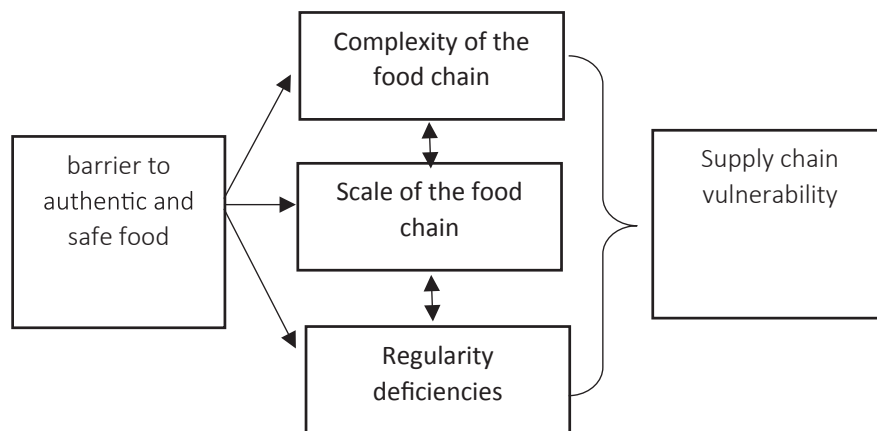 barrier to
authentic and
safe food
Complexity of the
food chain
Scale of the food
chain
Regularity
deficiencies
Supply chain
vulnerability